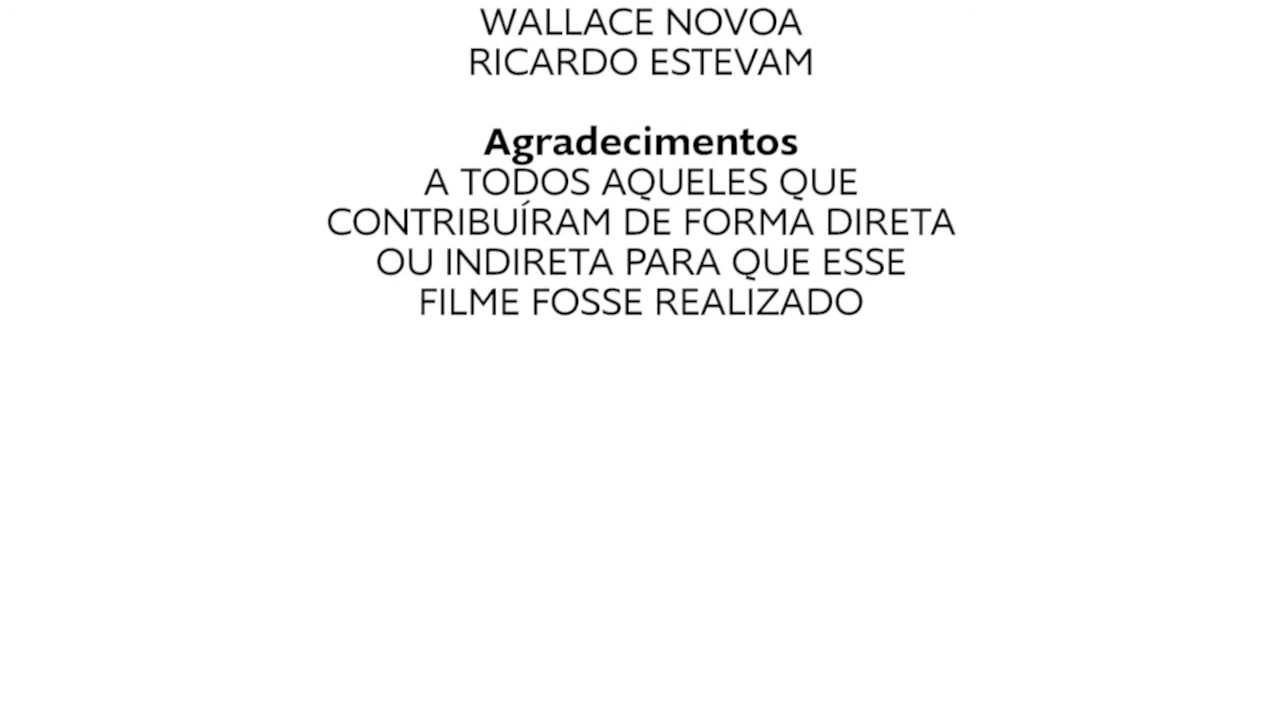 WALLACE NOVOA
RICARDO ESTEVAM
Agradecimentos
A TODOS AQUELES QUE
CONTRIBUÍRAM DE FORMA DIRETA
OU INDIRETA PARA QUE ESSE
FILME FOSSE REALIZADO